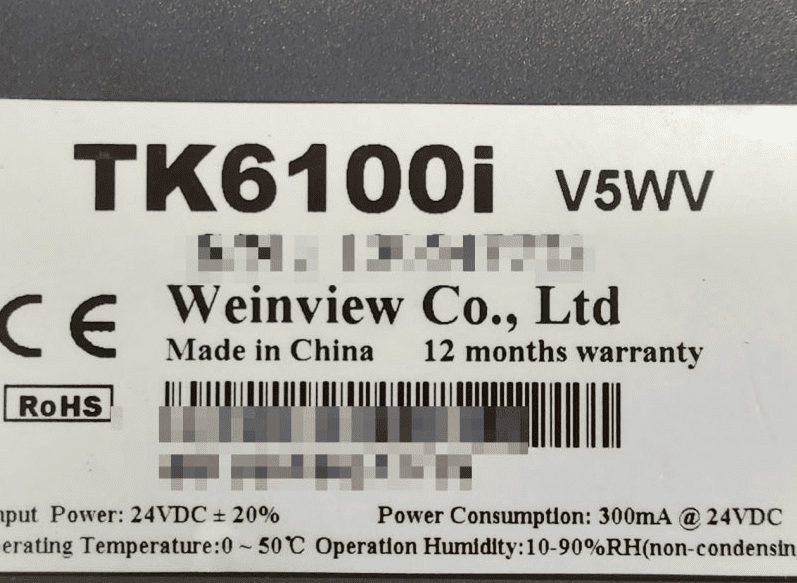 TK6100i V5WV
Weinview Co., Ltd
CE
Made in China 12 months warranty
RoHS
nput Power: 24VDC ± 20% Power Consumption: 300mA @ 24VDC
erating Temperature:0 ~ 50℃ Operation Humidity:10-90%RH(non-condensin